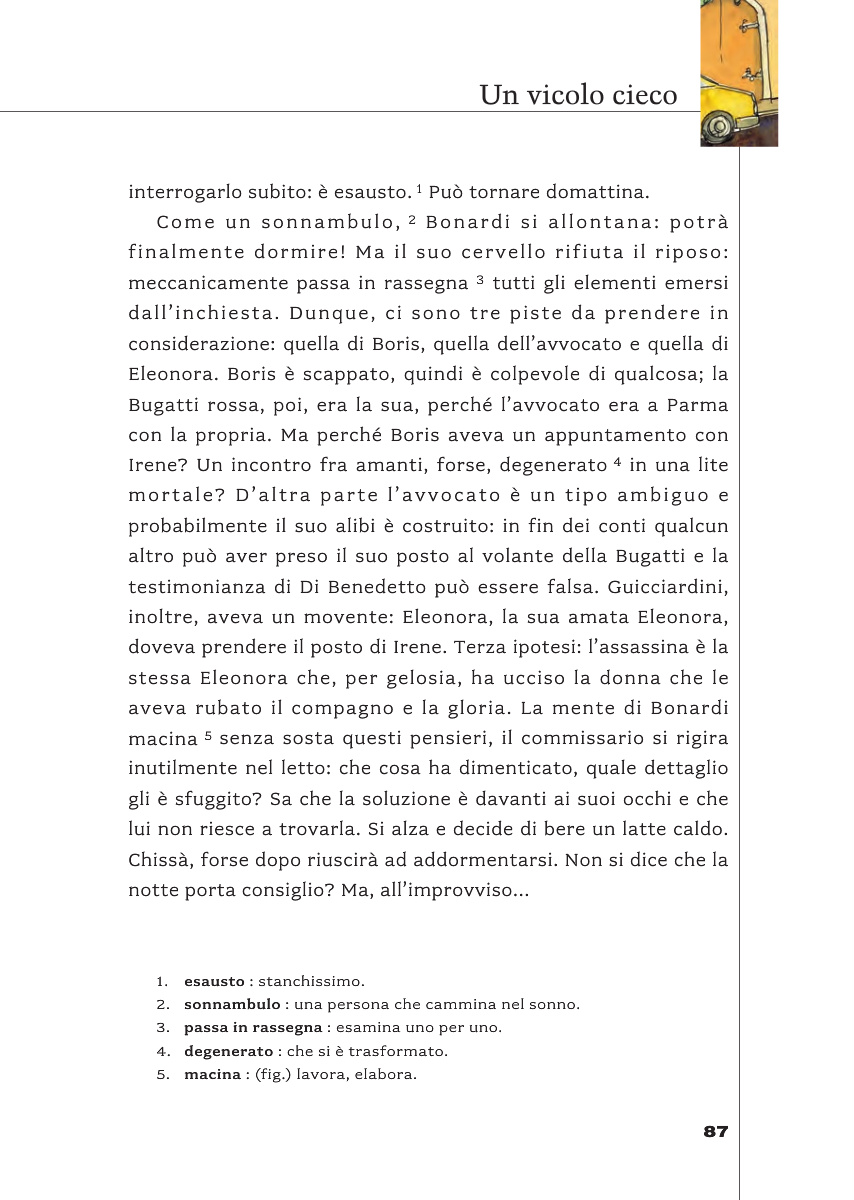 Un vicolo cieco
interrogarlo subito: è esausto. 1 Può tornare domattina.
Come un sonnambulo, 2 Bonardi si allontana: potrà
finalmente dormire! Ma il suo cervello rifiuta il riposo:
meccanicamente passa in rassegna 3 tutti gli elementi emersi
dall'inchiesta. Dunque, ci sono tre piste da prendere in
considerazione: quella di Boris, quella dell'avvocato e quella di
Eleonora. Boris è scappato, quindi è colpevole di qualcosa; la
Bugatti rossa, poi, era la sua, perché l'avvocato era a Parma
con la propria. Ma perché Boris aveva un appuntamento con
Irene? Un incontro fra amanti, forse, degenerato 4 in una lite
mortale? D'altra parte l'avvocato è un tipo ambiguo e
probabilmente il suo alibi è costruito: in fin dei conti qualcun
altro può aver preso il suo posto al volante della Bugatti e la
testimonianza di Di Benedetto può essere falsa. Guicciardini,
inoltre, aveva un movente: Eleonora, la sua amata Eleonora,
doveva prendere il posto di Irene. Terza ipotesi: l'assassina è la
stessa Eleonora che, per gelosia, ha ucciso la donna che le
aveva rubato il compagno e la gloria. La mente di Bonardi
macina 5 senza sosta questi pensieri, il commissario si rigira
inutilmente nel letto: che cosa ha dimenticato, quale dettaglio
gli è sfuggito? Sa che la soluzione è davanti ai suoi occhi e che
lui non riesce a trovarla. Si alza e decide di bere un latte caldo.
Chissà, forse dopo riuscirà ad addormentarsi. Non si dice che la
notte porta consiglio? Ma, all'improvviso...
1. esausto : stanchissimo.
2. sonnambulo : una persona che cammina nel sonno.
3. passa in rassegna : esamina uno per uno.
4. degenerato : che si è trasformato.
5. macina : (fig.) lavora, elabora.
87